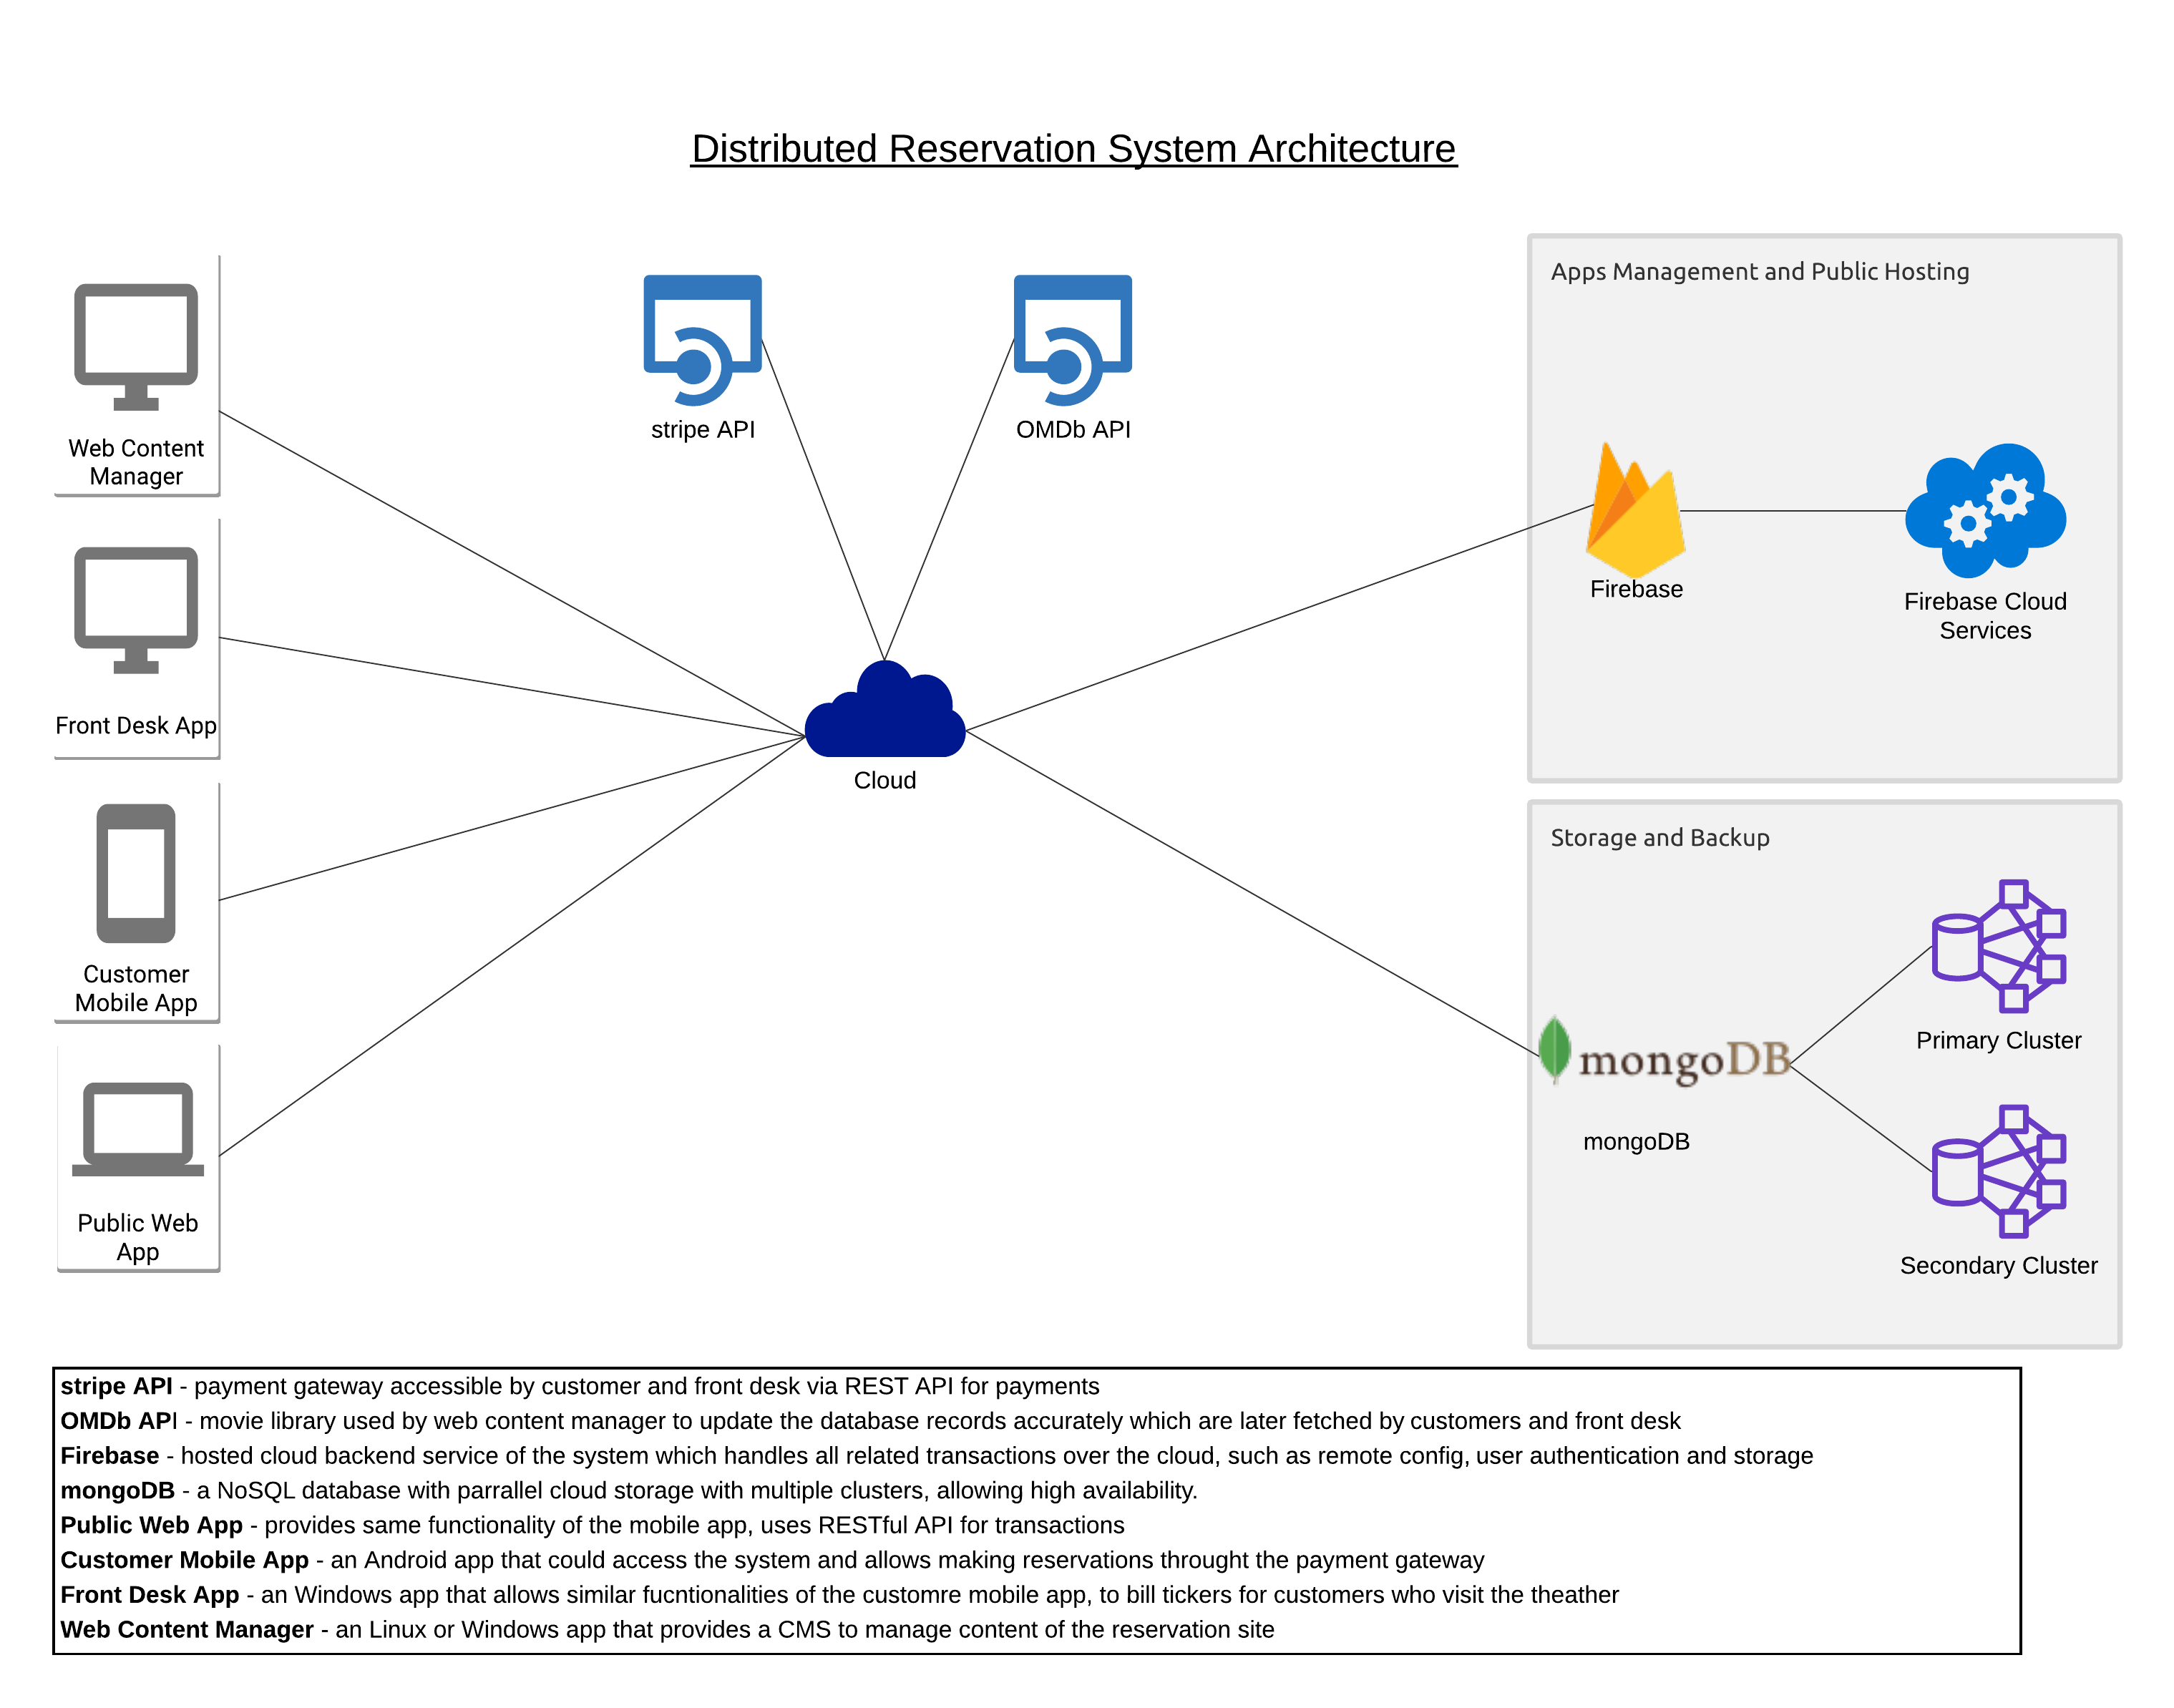 Distributed Reservation System Architecture
Web Content
Manager
Front Desk App
Customer
Mobile App
Public Web
App
stripe API
OMDb API
Cloud
Apps Management and Public Hosting
Firebase
Firebase Cloud
Services
Storage and Backup
mongoDB
mongoDB
Primary Cluster
Secondary Cluster
stripe API - payment gateway accessible by customer and front desk via REST API for payments
OMDb API - movie library used by web content manager to update the database records accurately which are later fetched by customers and front desk
Firebase - hosted cloud backend service of the system which handles all related transactions over the cloud, such as remote config, user authentication and storage
mongoDB - a NoSQL database with parrallel cloud storage with multiple clusters, allowing high availability.
Public Web App - provides same functionality of the mobile app, uses RESTful API for transactions
Customer Mobile App - an Android app that could access the system and allows making reservations throught the payment gateway
Front Desk App - an Windows app that allows similar fucntionalities of the customre mobile app, to bill tickers for customers who visit the theather
Web Content Manager - an Linux or Windows app that provides a CMS to manage content of the reservation site